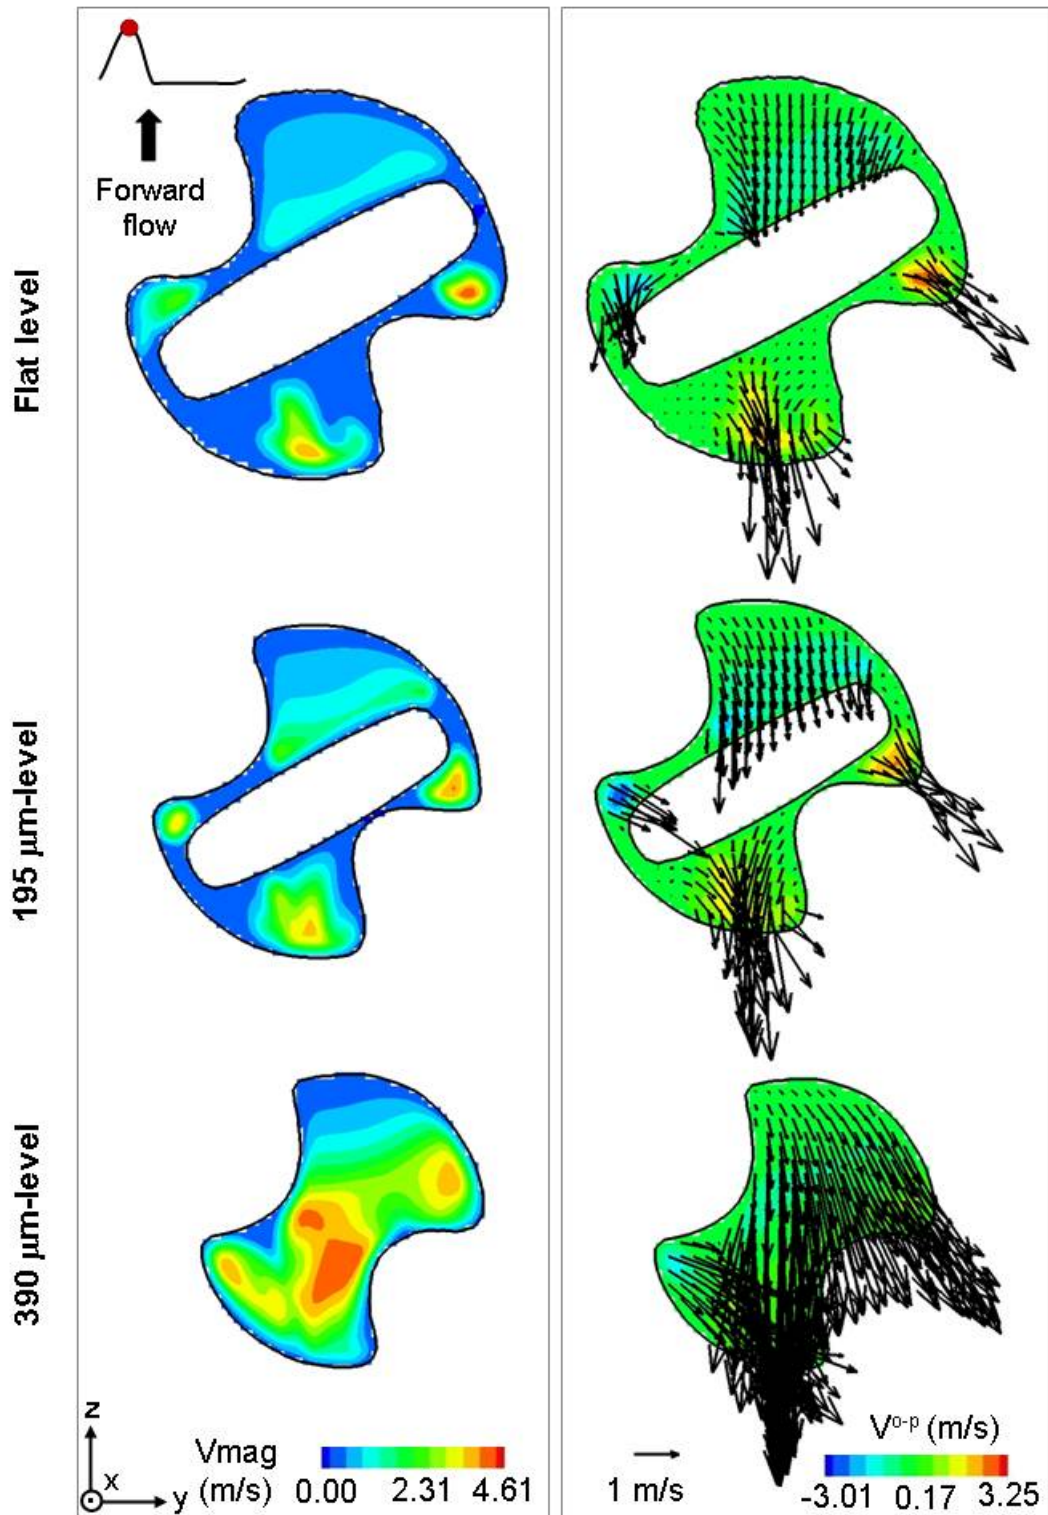 Forward
flow
Flat level
195 μm-level
390 μm-level
z
x
y
Vmag
(m/s)
0.00 2.31 4.61
1 m/s
V^o-p (m/s)
-3.01 0.17 3.25